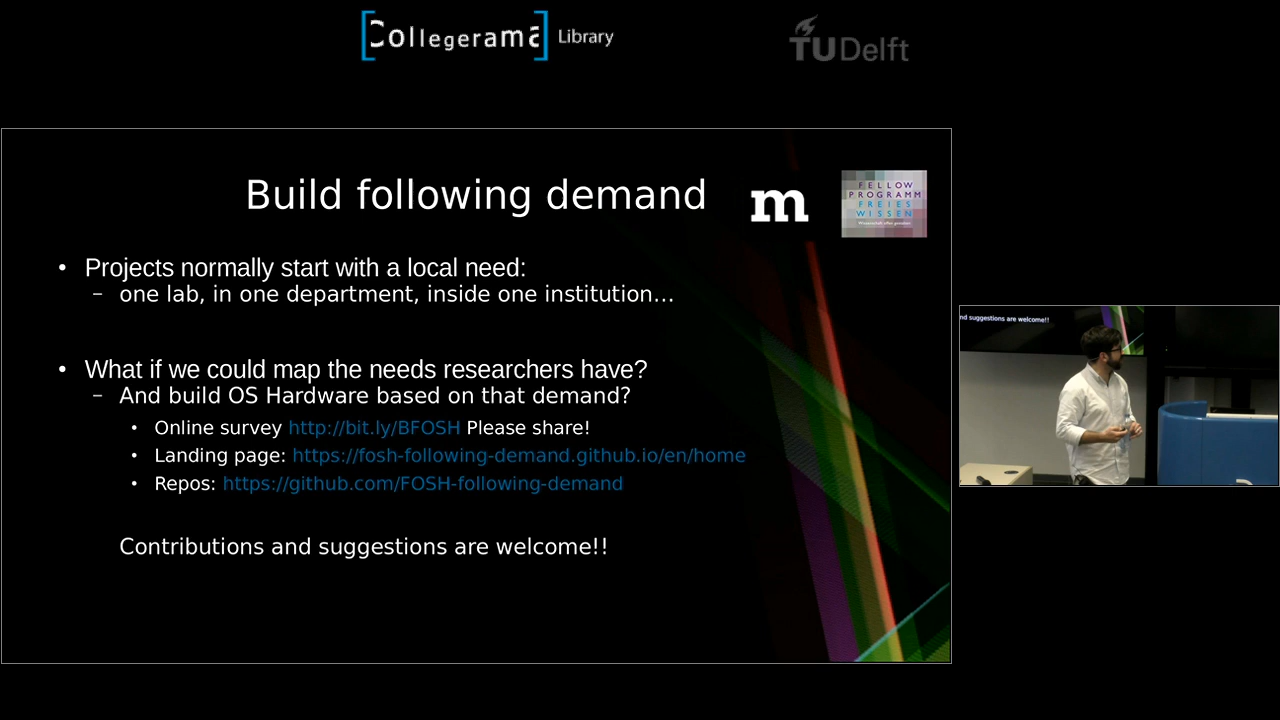 Collegerama Library
TU Delft
Build following demand
m
FELLOW
PROGRAMM
FREIES
WISSEN
• Projects normally start with a local need:
– one lab, in one department, inside one institution…
• What if we could map the needs researchers have?
– And build OS Hardware based on that demand?
• Online survey http://bit.ly/BFOSH Please share!
• Landing page: https://fosh-following-demand.github.io/en/home
• Repos: https://github.com/FOSH-following-demand
Contributions and suggestions are welcome!!
nd suggestions are welcome!!